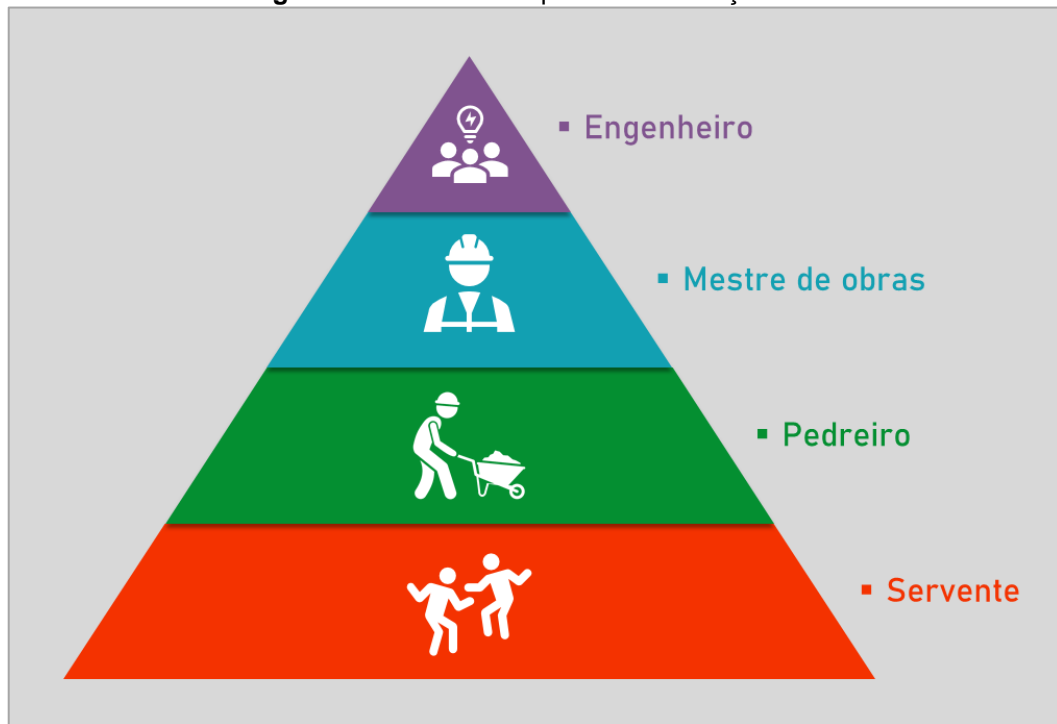 ▪ Engenheiro
▪ Mestre de obras
▪ Pedreiro
▪ Servente